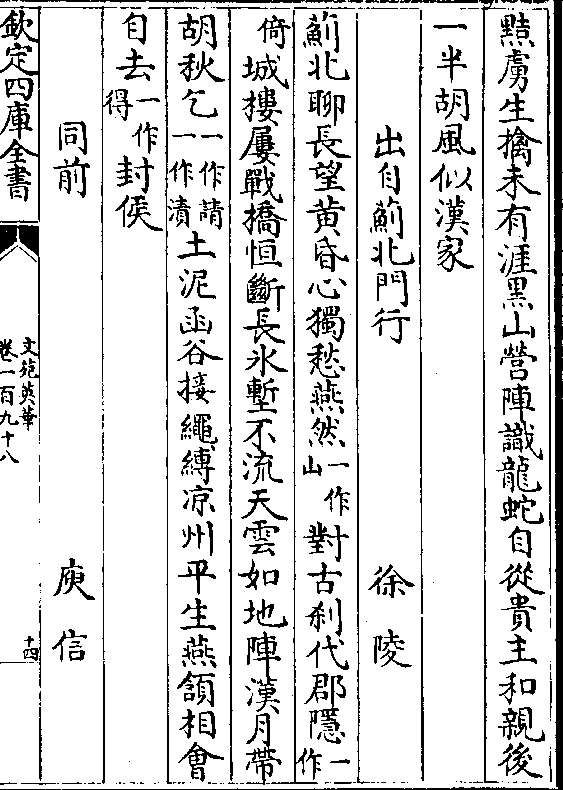 黠虜生擒未有涯黒山營陣識龍蛇自從貴主和親後
一半胡風似漢家
出自薊北門行　徐陵
薊北聊長望黄昏心獨愁燕然一作山對古刹代郡隱一作
倚城樓屢戰橋恒斷長氷塹不流天雲如地陣漢月帶
胡秋乞一作請一作漬土泥函谷接繩縛凉州平生燕頷相會
自去一作得封侯
同前　庾信
欽定四庫全書
文苑英華
卷一百九十八
十四